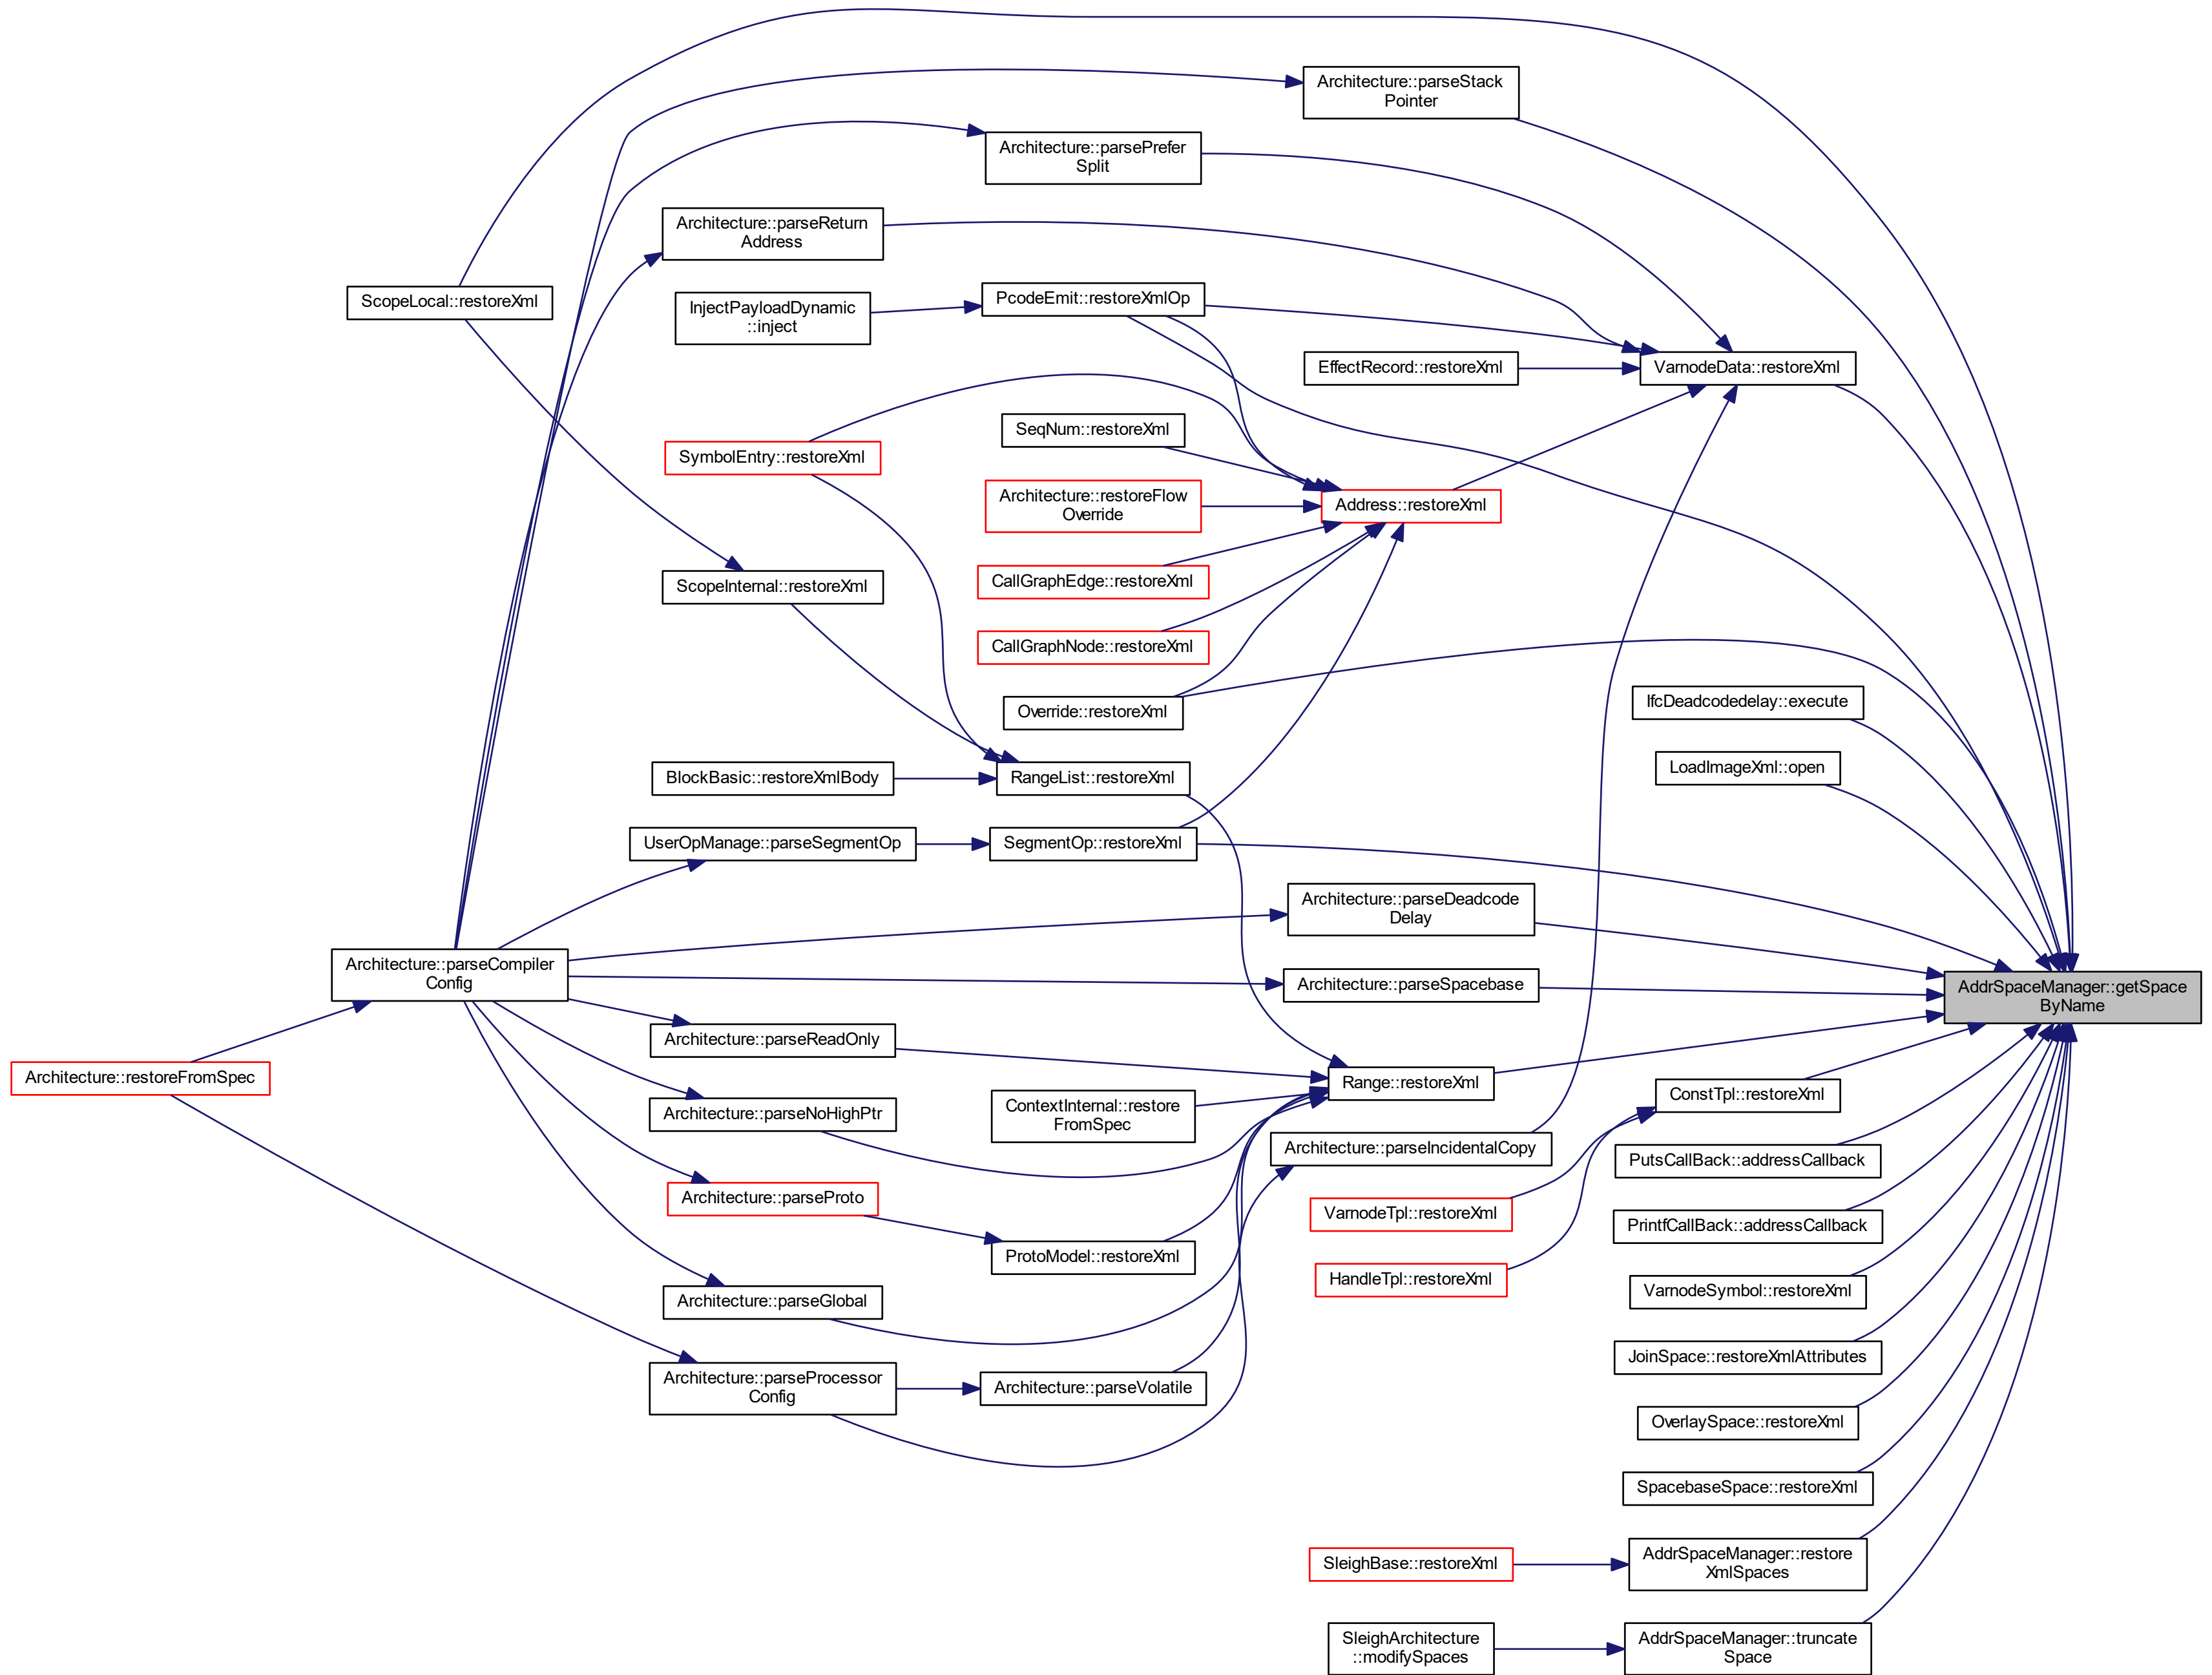 Architecture::parseStack
Pointer
Architecture::parsePrefer
Split
Architecture::parseReturn
Address
ScopeLocal::restoreXml
InjectPayloadDynamic
::inject
PcodeEmit::restoreXmlOp
EffectRecord::restoreXml
VarnodeData::restoreXml
SeqNum::restoreXml
SymbolEntry::restoreXml
Architecture::restoreFlow
Override
Address::restoreXml
CallGraphEdge::restoreXml
ScopeInternal::restoreXml
CallGraphNode::restoreXml
Override::restoreXml
IfcDeadcodedelay::execute
LoadImageXml::open
BlockBasic::restoreXmlBody
RangeList::restoreXml
UserOpManage::parseSegmentOp
SegmentOp::restoreXml
Architecture::parseDeadcode
Delay
Architecture::parseCompiler
Config
Architecture::parseSpacebase
AddrSpaceManager::getSpace
ByName
Architecture::parseReadOnly
Architecture::restoreFromSpec
Range::restoreXml
ConstTpl::restoreXml
Architecture::parseNoHighPtr
ContextInternal::restore
FromSpec
Architecture::parseIncidentalCopy
PutsCallBack::addressCallback
Architecture::parseProto
VarnodeTpl::restoreXml
PrintfCallBack::addressCallback
ProtoModel::restoreXml
HandleTpl::restoreXml
VarnodeSymbol::restoreXml
Architecture::parseGlobal
JoinSpace::restoreXmlAttributes
Architecture::parseProcessor
Config
Architecture::parseVolatile
OverlaySpace::restoreXml
SpacebaseSpace::restoreXml
SleighBase::restoreXml
AddrSpaceManager::restore
XmlSpaces
SleighArchitecture
::modifySpaces
AddrSpaceManager::truncate
Space